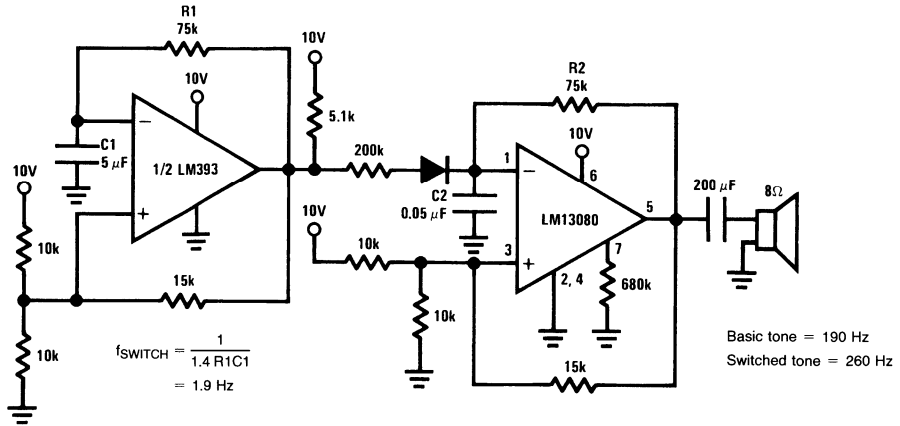 R1
75k
10V
10V
5.1k
−
C1
5 μF
1/2 LM393
+
10V
10k
10k
15k
fSWITCH = 1 / 1.4 R1C1
= 1.9 Hz
200k
R2
75k
10V
1
6
−
C2
0.05 μF
LM13080
5
200 μF
8Ω
10V
10k
3
+
7
2, 4
680k
10k
15k
Basic tone = 190 Hz
Switched tone = 260 Hz